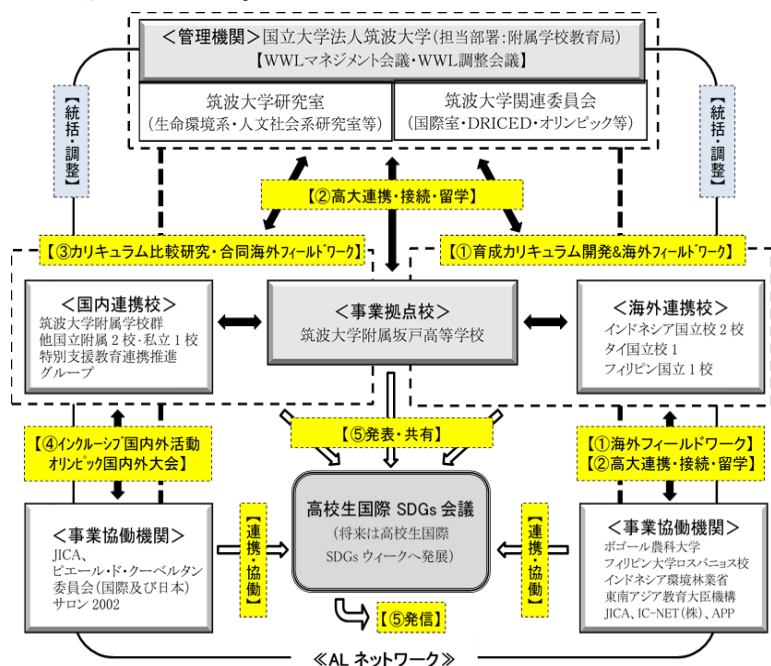 ＜管理機関＞国立大学法人筑波大学(担当部署:附属学校教育局)
【WWLマネジメント会議・WWL調整会議】
筑波大学研究室
(生命環境系・人文社会系研究室等)
筑波大学関連委員会
(国際室・DRICED・オリンピック等)
【統括・調整】
【統括・調整】
【②高大連携・接続・留学】
【③カリキュラム比較研究・合同海外フィールドワーク】
【①育成カリキュラム開発&海外フィールドワーク】
＜国内連携校＞
筑波大学附属学校群
他国立附属2校・私立1校
特別支援教育連携推進
グループ
＜事業拠点校＞
筑波大学附属坂戸高等学校
＜海外連携校＞
インドネシア国立校2校
タイ国立校1
フィリピン国立1校
【④インクルーシブ国内外活動
オリンピック国内外大会】
【⑤発表・共有】
【①海外フィールドワーク】
【②高大連携・接続・留学】
＜事業協働機関＞
JICA、
ピエール・ド・クーベルタン
委員会(国際及び日本)
サロン2002
【連携・協働】
高校生国際 SDGs 会議
(将来は高校生国際
SDGs ウィークへ発展)
【連携・協働】
＜事業協働機関＞
ボゴール農科大学
フィリピン大学ロスバニョス校
インドネシア環境林業省
東南アジア教育大臣機構
JICA、IC-NET(株)、APP
【⑤発信】
≪AL ネットワーク≫